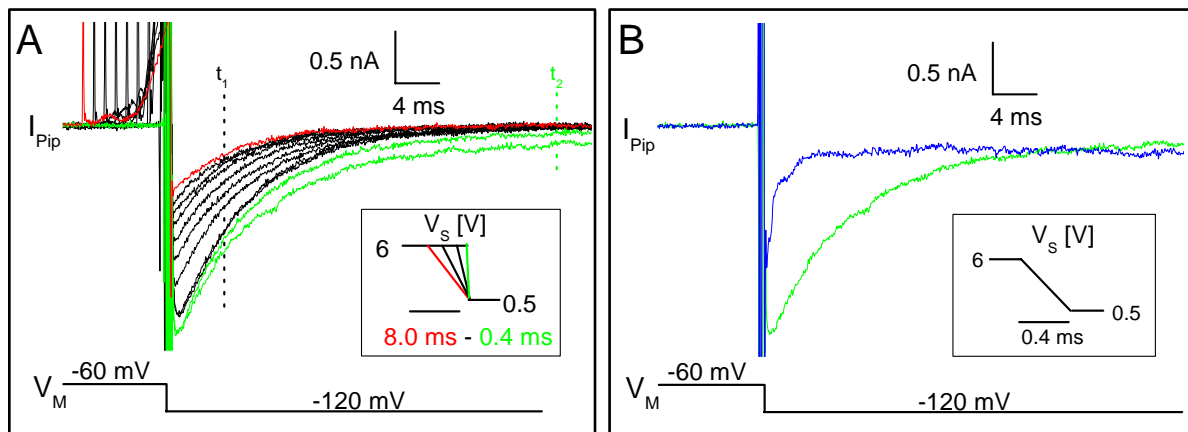 A
0.5 nA
4 ms
t1
t2
IPip
VS [V]
6
0.5
8.0 ms - 0.4 ms
-60 mV
VM
-120 mV
B
0.5 nA
4 ms
IPip
VS [V]
6
0.5
0.4 ms
-60 mV
VM
-120 mV